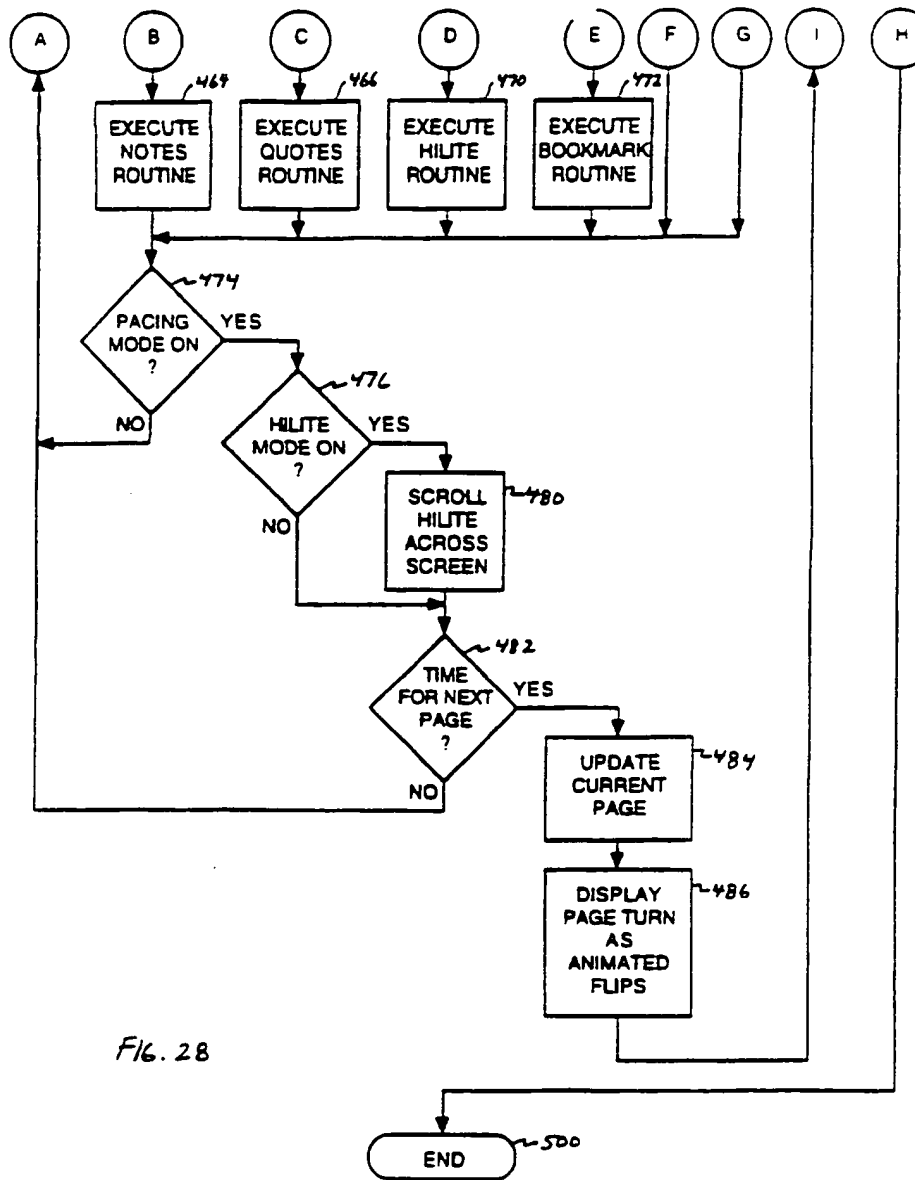 A B C D E F G I H
464 466 470 472
EXECUTE
NOTES
ROUTINE
EXECUTE
QUOTES
ROUTINE
EXECUTE
HILITE
ROUTINE
EXECUTE
BOOKMARK
ROUTINE
474
PACING
MODE ON
?
YES
NO
476
HILITE
MODE ON
?
YES
NO
480
SCROLL
HILITE
ACROSS
SCREEN
482
TIME
FOR NEXT
PAGE
?
YES
NO
484
UPDATE
CURRENT
PAGE
486
DISPLAY
PAGE TURN
AS
ANIMATED
FLIPS
FIG. 28
500
END